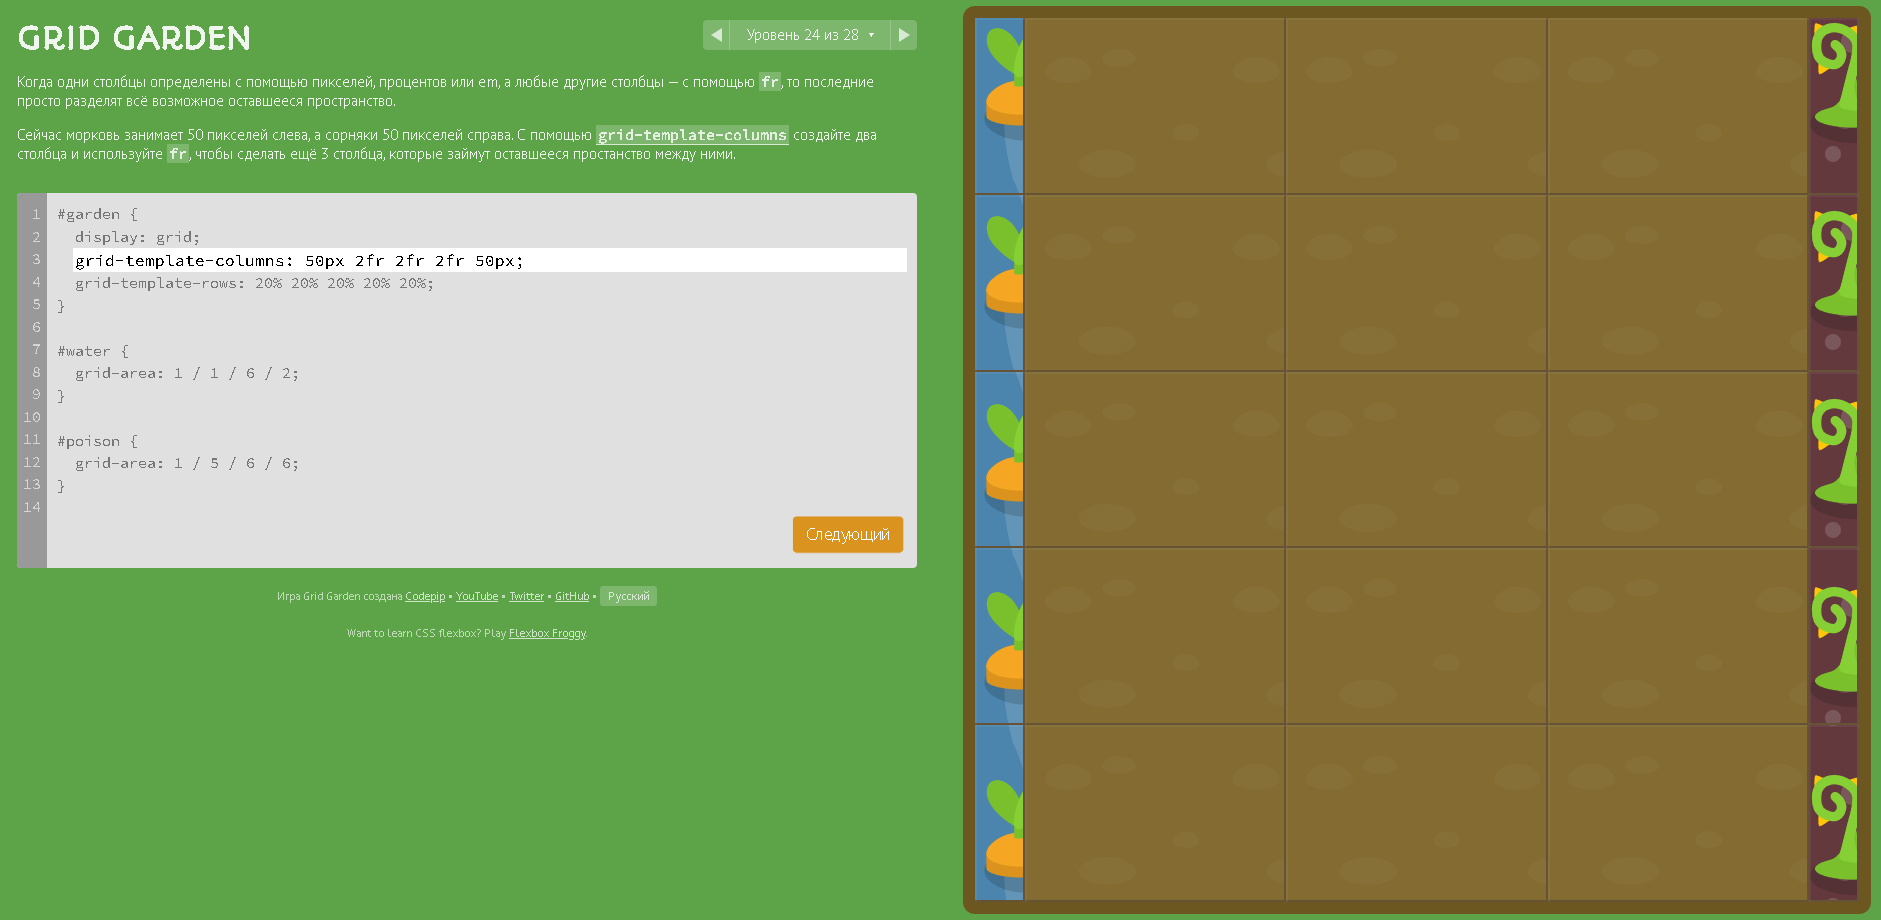 GRID GARDEN
Уровень 24 из 28 ▾
Когда одни столбцы определены с помощью пикселей, процентов или em, а любые другие столбцы — с помощью fr, то последние
просто разделят всё возможное оставшееся пространство.
Сейчас морковь занимает 50 пикселей слева, а сорняки 50 пикселей справа. С помощью grid-template-columns создайте два
столбца и используйте fr, чтобы сделать ещё 3 столбца, которые займут оставшееся простанство между ними.
1 #garden {
2 display: grid;
3 grid-template-columns: 50px 2fr 2fr 2fr 50px;
4 grid-template-rows: 20% 20% 20% 20% 20%;
5 }
6
7 #water {
8 grid-area: 1 / 1 / 6 / 2;
9 }
10
11 #poison {
12 grid-area: 1 / 5 / 6 / 6;
13 }
14
Следующий
Игра Grid Garden создана Codepip • YouTube • Twitter • GitHub • Русский
Want to learn CSS flexbox? Play Flexbox Froggy.